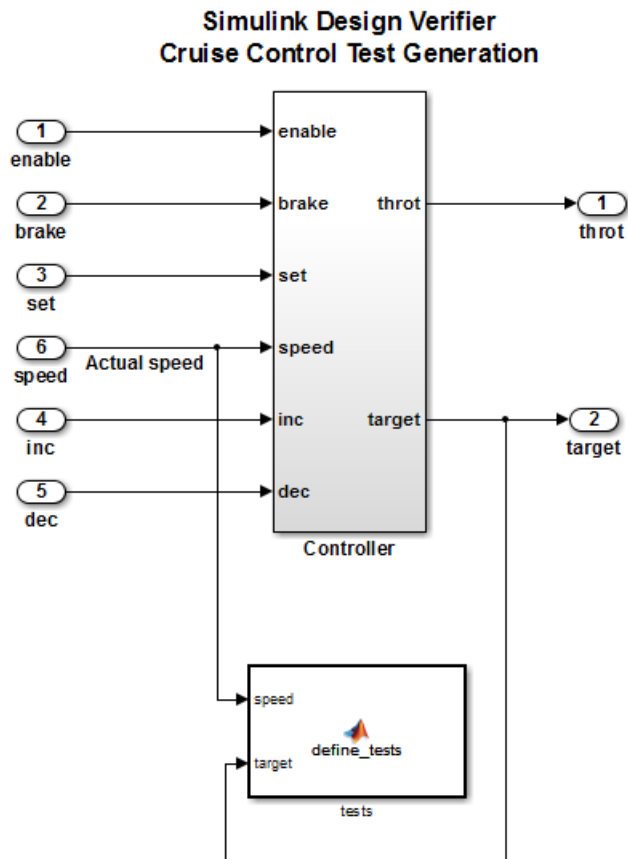 Simulink Design Verifier
Cruise Control Test Generation
1
enable
enable
2
brake
brake
throt
1
throt
3
set
set
6
speed
Actual speed
speed
4
inc
inc
target
2
target
5
dec
dec
Controller
speed
define_tests
target
tests